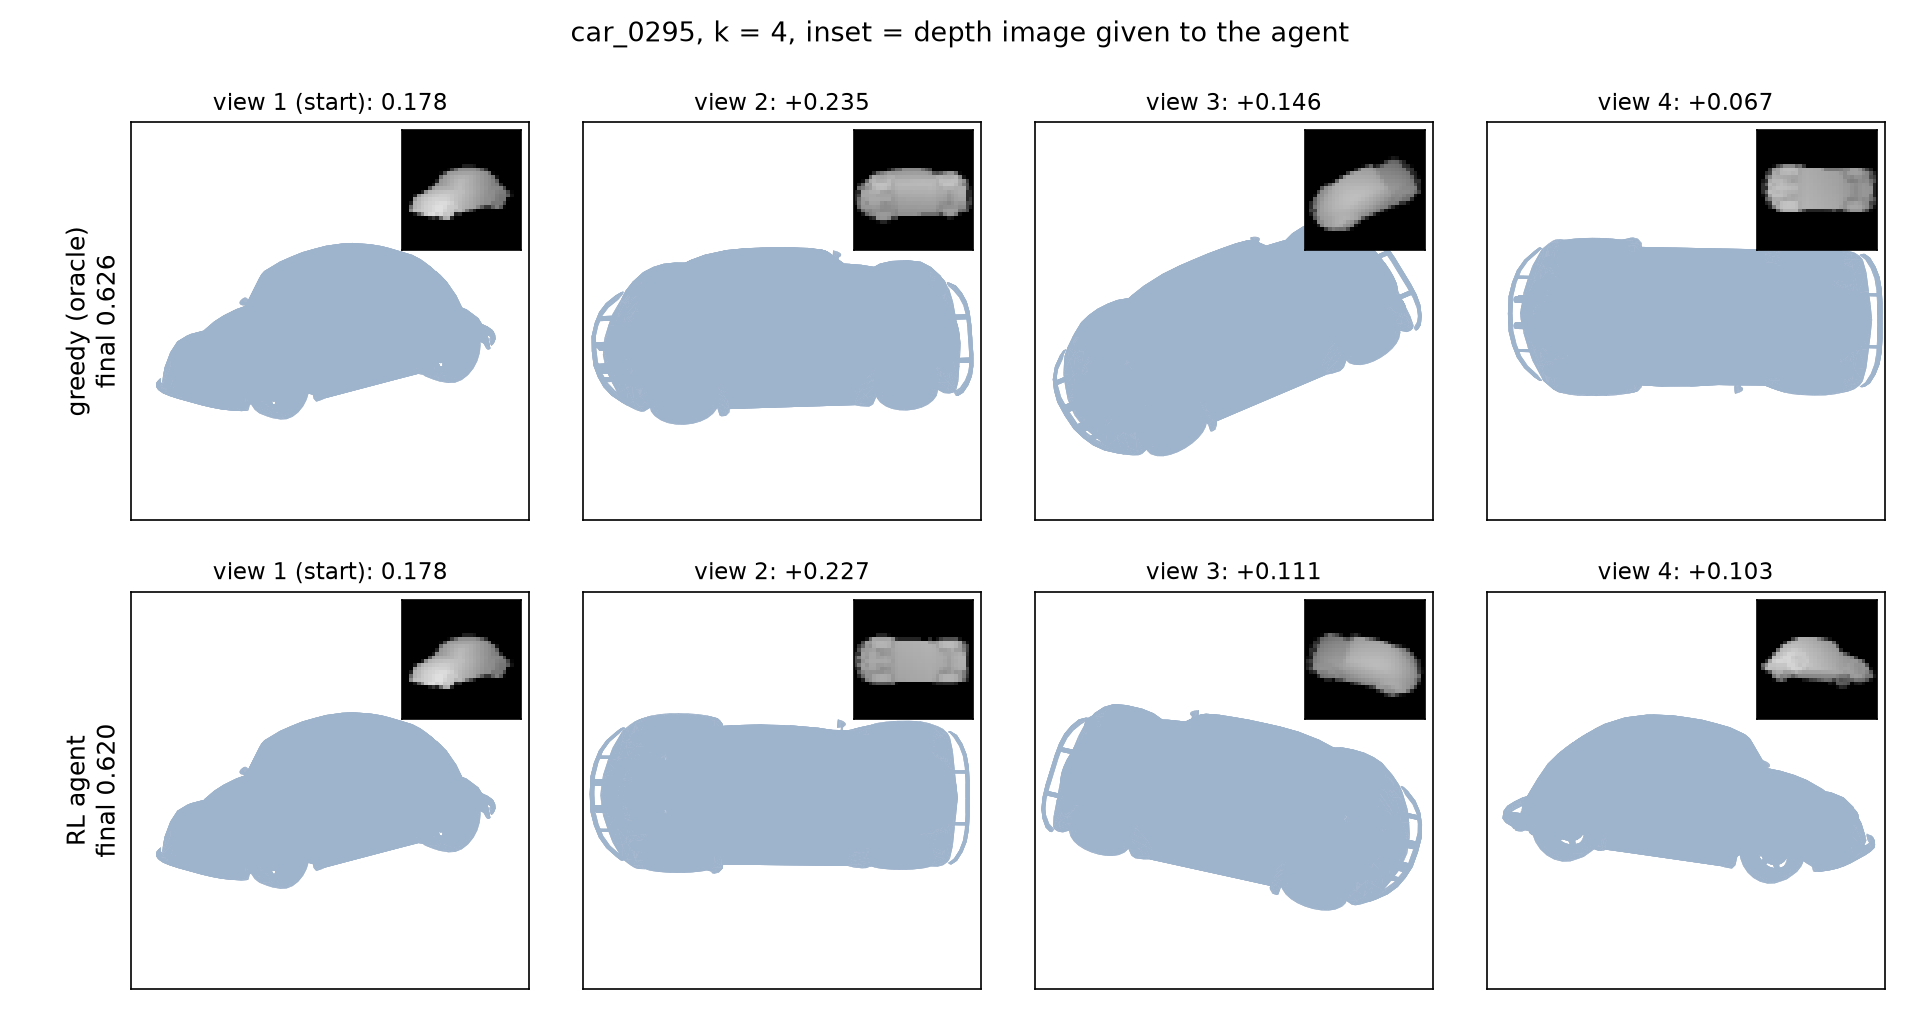 car_0295, k = 4, inset = depth image given to the agent
view 1 (start): 0.178
view 2: +0.235
view 3: +0.146
view 4: +0.067
greedy (oracle)
final 0.626
view 1 (start): 0.178
view 2: +0.227
view 3: +0.111
view 4: +0.103
RL agent
final 0.620